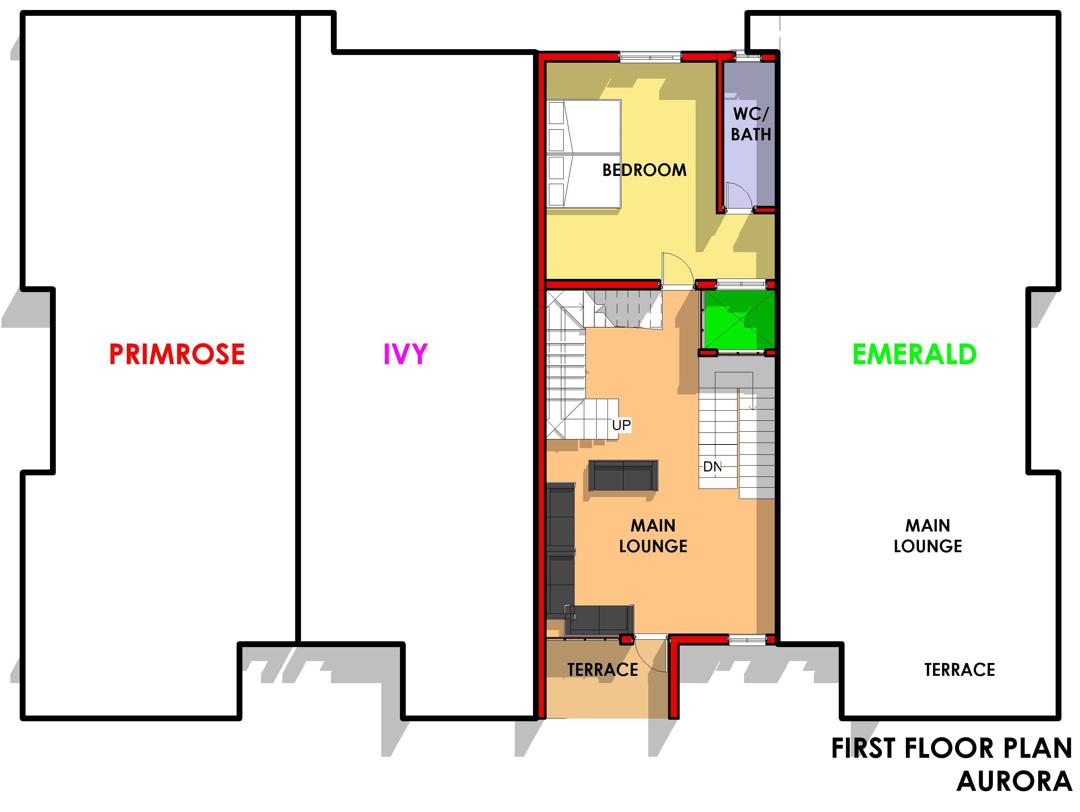 WC/
BATH
BEDROOM
PRIMROSE
IVY
EMERALD
UP
DN
MAIN
LOUNGE
MAIN
LOUNGE
TERRACE
TERRACE
FIRST FLOOR PLAN
AURORA